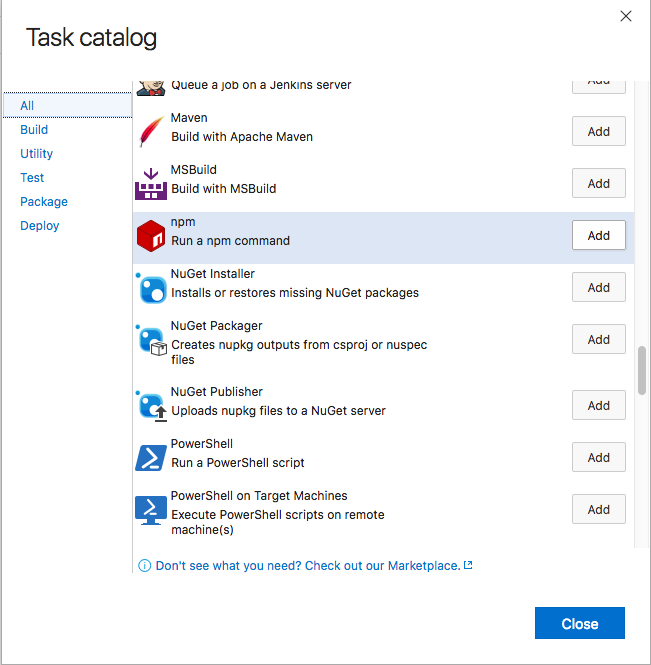 Task catalog
All
Build
Utility
Test
Package
Deploy
Queue a job on a Jenkins server
Add
Maven
Build with Apache Maven
Add
MSBuild
Build with MSBuild
Add
npm
Run a npm command
Add
NuGet Installer
Installs or restores missing NuGet packages
Add
NuGet Packager
Creates nupkg outputs from csproj or nuspec
files
Add
NuGet Publisher
Uploads nupkg files to a NuGet server
Add
PowerShell
Run a PowerShell script
Add
PowerShell on Target Machines
Execute PowerShell scripts on remote
machine(s)
Add
Don't see what you need? Check out our Marketplace.
Close